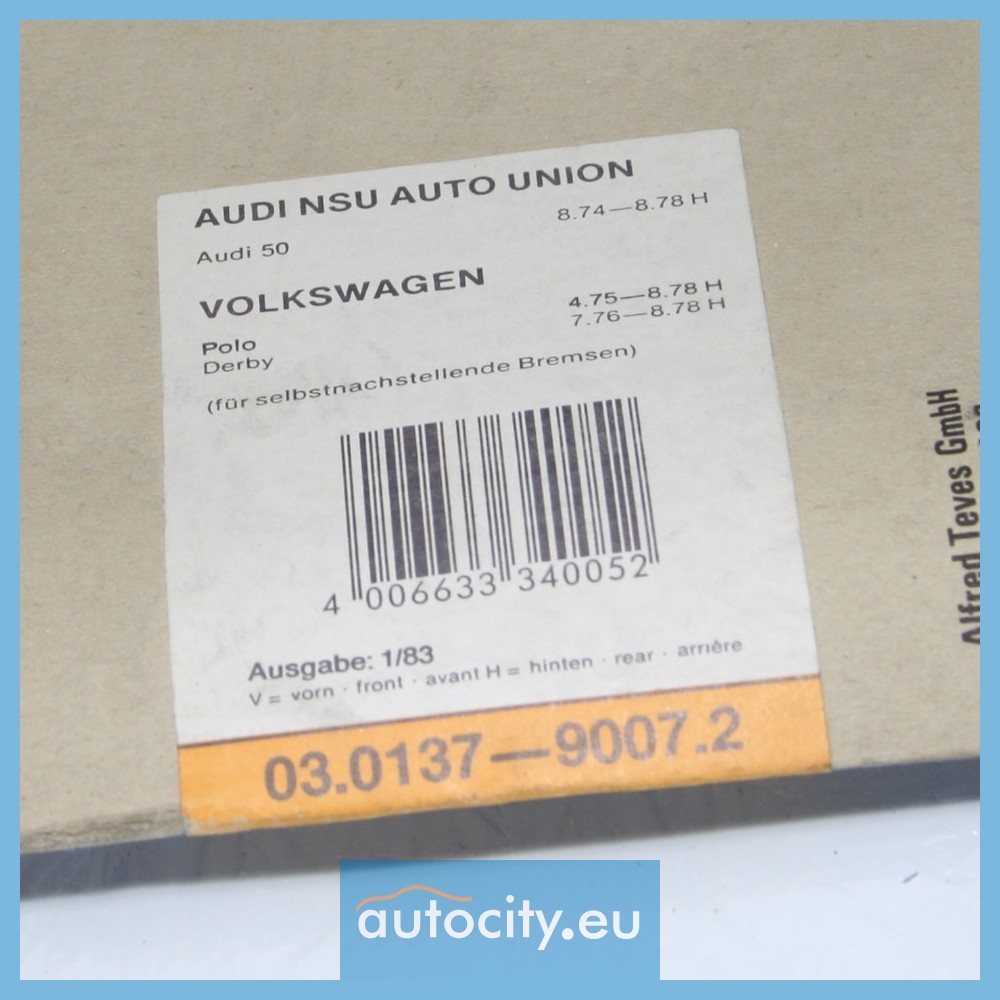 AUDI NSU AUTO UNION
Audi 50 8.74—8.78 H
VOLKSWAGEN
Polo 4.75—8.78 H
Derby 7.76—8.78 H
(für selbstnachstellende Bremsen)
4 006633 340052
Ausgabe: 1/83
V = vorn · front · avant H = hinten · rear · arrière
03.0137—9007.2
Alfred Teves GmbH
autocity.eu